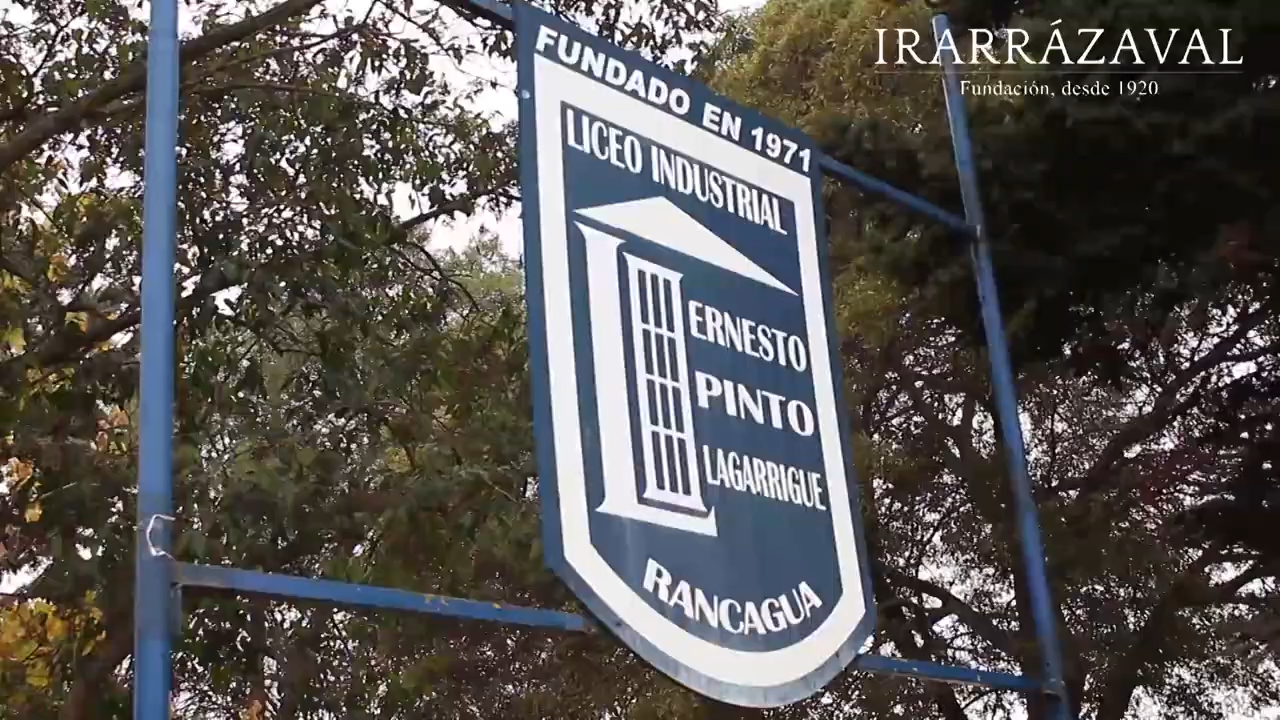 IRARRÁZAVAL
Fundación, desde 1920
FUNDADO EN 1971
LICEO INDUSTRIAL
ERNESTO
PINTO
LAGARRIGUE
RANCAGUA